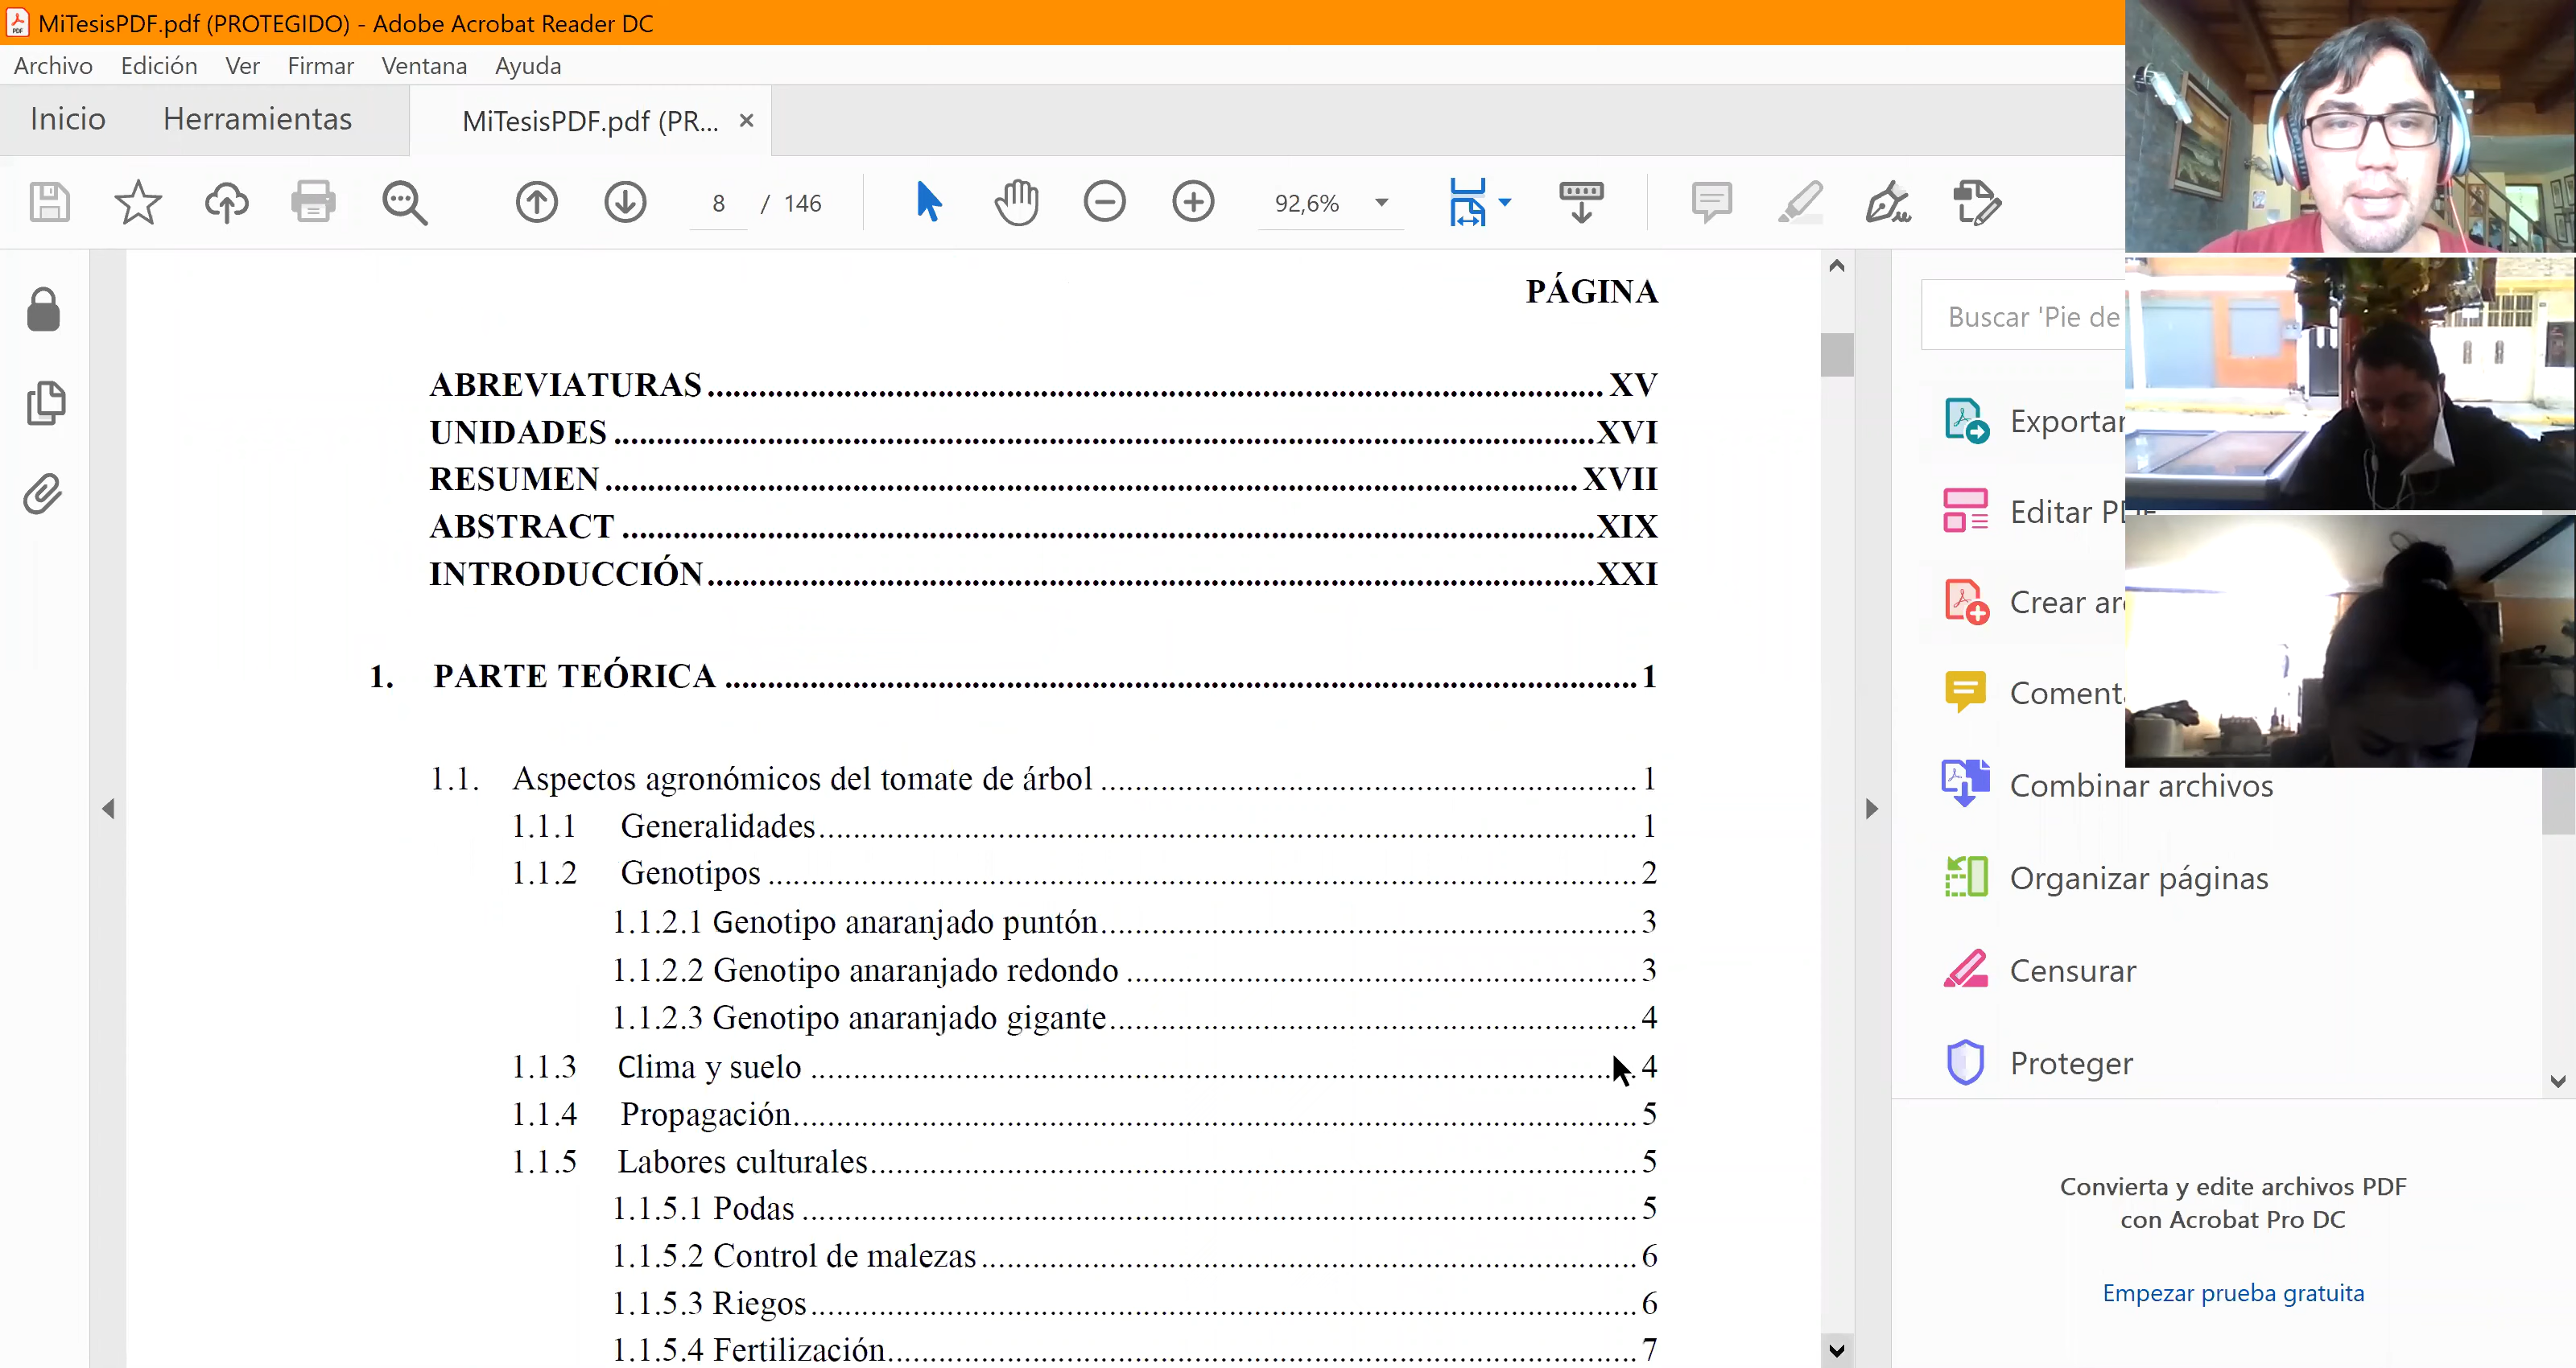 MiTesisPDF.pdf (PROTEGIDO) - Adobe Acrobat Reader DC
Archivo Edición Ver Firmar Ventana Ayuda
Inicio Herramientas MiTesisPDF.pdf (PR... ×
8 / 146 92,6%
PÁGINA
ABREVIATURAS XV
UNIDADES XVI
RESUMEN XVII
ABSTRACT XIX
INTRODUCCIÓN XXI
1. PARTE TEÓRICA 1
1.1. Aspectos agronómicos del tomate de árbol 1
1.1.1 Generalidades 1
1.1.2 Genotipos 2
1.1.2.1 Genotipo anaranjado puntón 3
1.1.2.2 Genotipo anaranjado redondo 3
1.1.2.3 Genotipo anaranjado gigante 4
1.1.3 Clima y suelo 4
1.1.4 Propagación 5
1.1.5 Labores culturales 5
1.1.5.1 Podas 5
1.1.5.2 Control de malezas 6
1.1.5.3 Riegos 6
1.1.5.4 Fertilización 7
Buscar 'Pie de
Exportar
Editar PDF
Crear ar
Coment
Combinar archivos
Organizar páginas
Censurar
Proteger
Convierta y edite archivos PDF
con Acrobat Pro DC
Empezar prueba gratuita